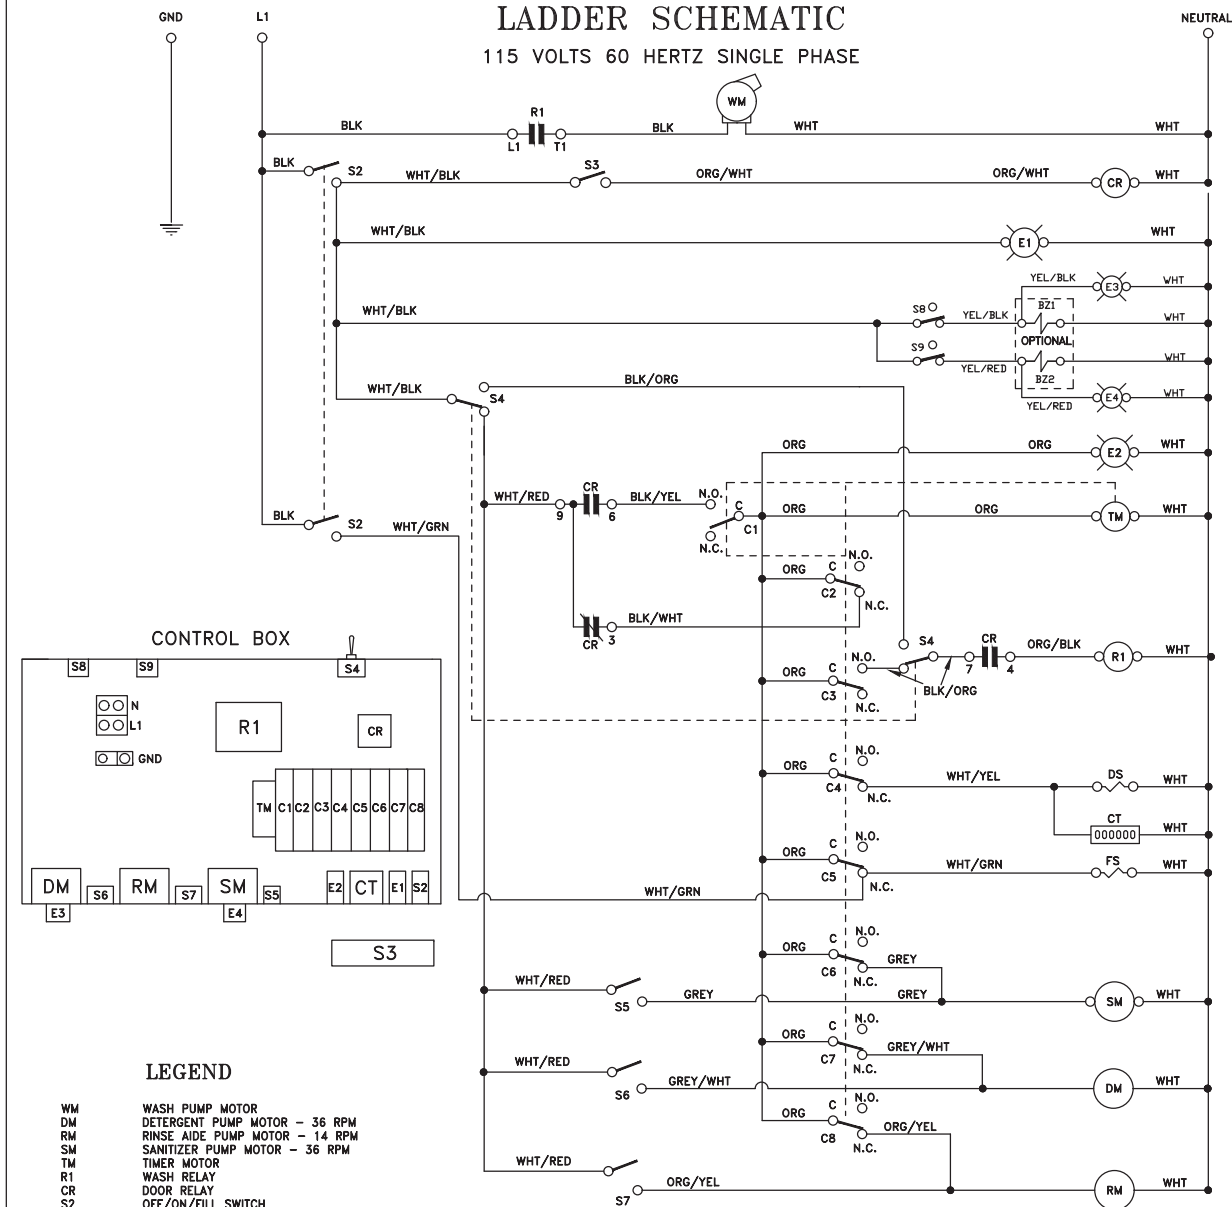 LADDER SCHEMATIC
115 VOLTS 60 HERTZ SINGLE PHASE
GND
L1
NEUTRAL
WM
R1
BLK
L1
T1
BLK
WHT
WHT
BLK
S2
WHT/BLK
S3
ORG/WHT
ORG/WHT
CR
WHT
WHT/BLK
E1
WHT
YEL/BLK
E3
WHT
WHT/BLK
S8
YEL/BLK
BZ1
WHT
OPTIONAL
S9
YEL/RED
BZ2
WHT
YEL/RED
E4
WHT
WHT/BLK
S4
BLK/ORG
ORG
ORG
E2
WHT
WHT/RED
9
CR
6
BLK/YEL
N.O.
C
C1
N.C.
ORG
ORG
TM
WHT
BLK
S2
WHT/GRN
ORG
C
C2
N.O.
N.C.
CR
3
BLK/WHT
S4
CR
7
4
ORG/BLK
R1
WHT
BLK/ORG
ORG
C
C3
N.O.
N.C.
ORG
C
C4
N.O.
N.C.
WHT/YEL
DS
WHT
CT
000000
WHT
ORG
C
C5
N.O.
N.C.
WHT/GRN
FS
WHT
WHT/GRN
ORG
C
C6
N.O.
N.C.
GREY
WHT/RED
S5
GREY
GREY
SM
WHT
ORG
C
C7
N.O.
N.C.
GREY/WHT
WHT/RED
S6
GREY/WHT
DM
WHT
ORG
C
C8
N.O.
N.C.
ORG/YEL
WHT/RED
S7
ORG/YEL
RM
WHT
CONTROL BOX
S8
S9
S4
N
L1
GND
R1
CR
TM
C1
C2
C3
C4
C5
C6
C7
C8
DM
S6
RM
S7
SM
S5
E2
CT
E1
S2
E3
E4
S3
LEGEND
WM WASH PUMP MOTOR
DM DETERGENT PUMP MOTOR - 36 RPM
RM RINSE AIDE PUMP MOTOR - 14 RPM
SM SANITIZER PUMP MOTOR - 36 RPM
TM TIMER MOTOR
R1 WASH RELAY
CR DOOR RELAY
S2 OFF/ON/FILL SWITCH